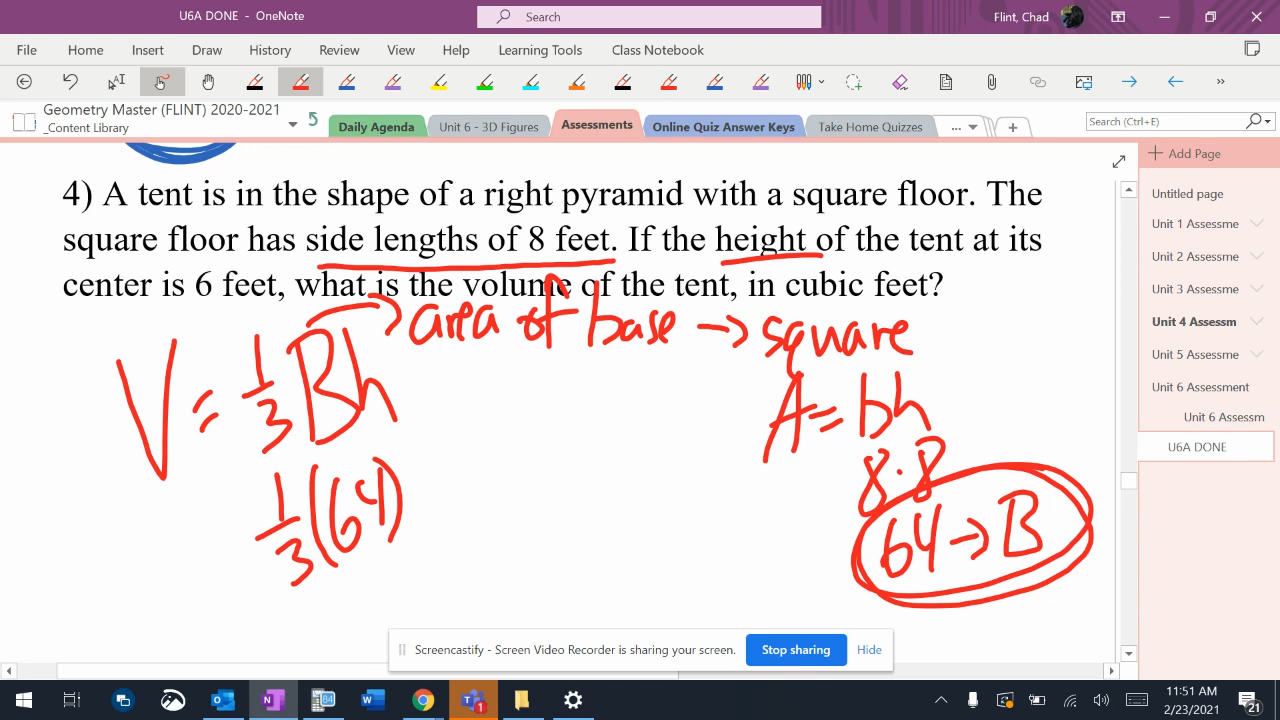 U6A DONE - OneNote
Search
Flint, Chad
File Home Insert Draw History Review View Help Learning Tools Class Notebook
Geometry Master (FLINT) 2020-2021
_Content Library
Daily Agenda Unit 6 - 3D Figures Assessments Online Quiz Answer Keys Take Home Quizzes ...
Search (Ctrl+E)
Add Page
Untitled page
Unit 1 Assessme
Unit 2 Assessme
Unit 3 Assessme
Unit 4 Assessm
Unit 5 Assessme
Unit 6 Assessment
Unit 6 Assessm
U6A DONE
4) A tent is in the shape of a right pyramid with a square floor. The
square floor has side lengths of 8 feet. If the height of the tent at its
center is 6 feet, what is the volume of the tent, in cubic feet?
→ area of base → square
V = 1/3 Bh
A = bh
8·8
1/3 (64)
64 → B
Screencastify - Screen Video Recorder is sharing your screen. Stop sharing Hide
84
1
11:51 AM
2/23/2021
21